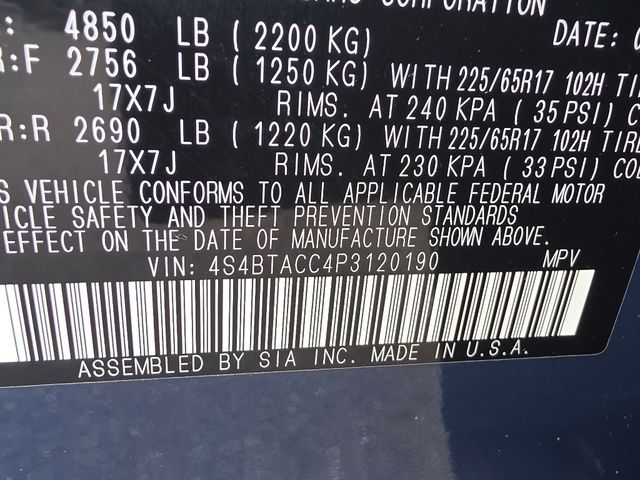 CORPORATION
: 4850 LB ( 2200 KG) DATE:
R:F 2756 LB ( 1250 KG) WITH 225/65R17 102H
17X7J RIMS. AT 240 KPA ( 35 PSI)
R:R 2690 LB ( 1220 KG) WITH 225/65R17 102H TIRE
17X7J RIMS. AT 230 KPA ( 33 PSI)
VEHICLE CONFORMS TO ALL APPLICABLE FEDERAL MOTOR
SAFETY AND THEFT PREVENTION STANDARDS
EFFECT ON THE DATE OF MANUFACTURE SHOWN ABOVE.
VIN: 4S4BTACC4P3120190 MPV
ASSEMBLED BY SIA INC. MADE IN U.S.A.